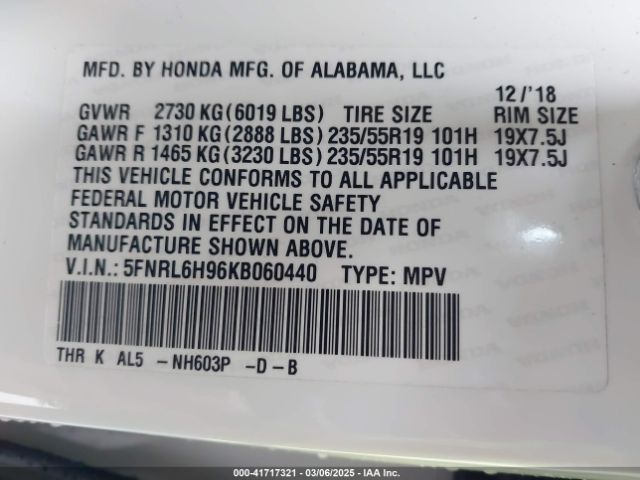 MFD. BY HONDA MFG. OF ALABAMA, LLC
12/'18
GVWR 2730 KG(6019 LBS) TIRE SIZE RIM SIZE
GAWR F 1310 KG(2888 LBS) 235/55R19 101H 19X7.5J
GAWR R 1465 KG(3230 LBS) 235/55R19 101H 19X7.5J
THIS VEHICLE CONFORMS TO ALL APPLICABLE
FEDERAL MOTOR VEHICLE SAFETY
STANDARDS IN EFFECT ON THE DATE OF
MANUFACTURE SHOWN ABOVE.
V.I.N.: 5FNRL6H96KB060440 TYPE: MPV
THR K AL5 -NH603P -D-B
000-41717321 - 03/06/2025 - IAA Inc.